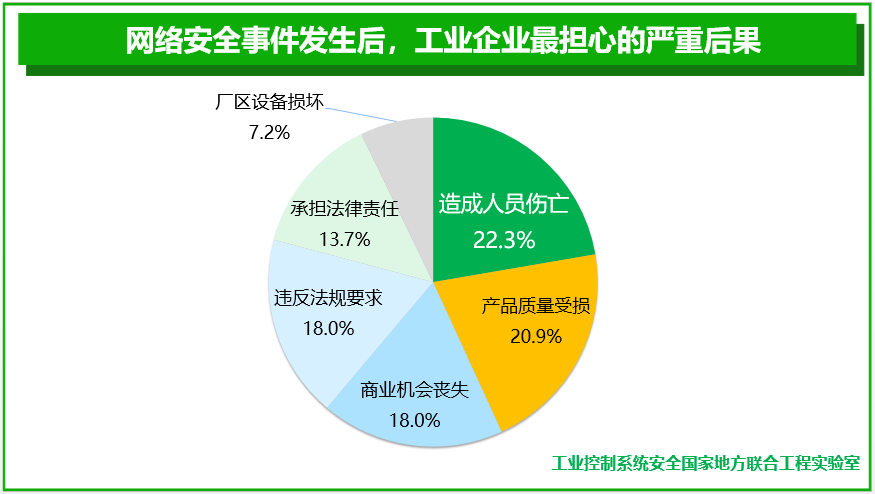 网络安全事件发生后，工业企业最担心的严重后果
厂区设备损坏
7.2%
造成人员伤亡
22.3%
承担法律责任
13.7%
违反法规要求
18.0%
产品质量受损
20.9%
商业机会丧失
18.0%
工业控制系统安全国家地方联合工程实验室